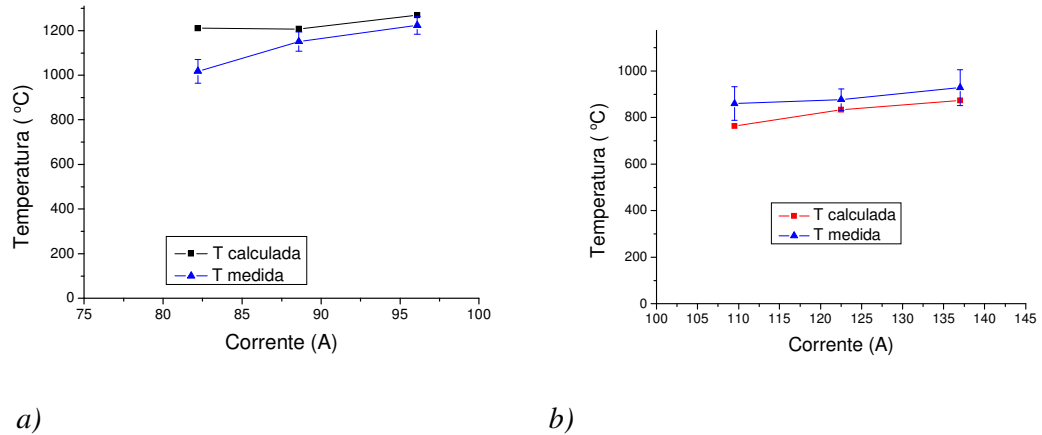 1200
1000
800
600
400
200
0
Temperatura ( °C)
T calculada
T medida
75 80 85 90 95 100
Corrente (A)
a)
1000
800
600
400
200
0
Temperatura ( °C)
T calculada
T medida
100 105 110 115 120 125 130 135 140 145
Corrente (A)
b)